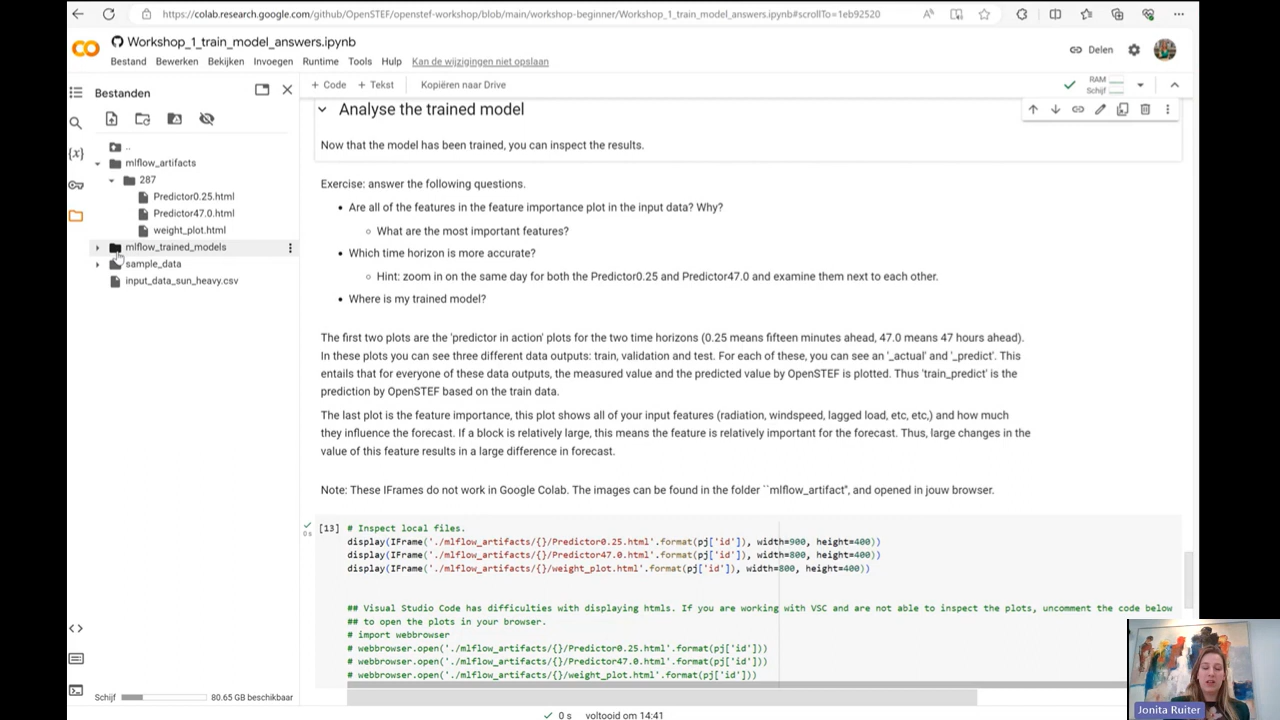 https://colab.research.google.com/github/OpenSTEF/openstef-workshop/blob/main/workshop-beginner/Workshop_1_train_model_answers.ipynb#scrollTo=1eb92520
Workshop_1_train_model_answers.ipynb
Delen
Bestand Bewerken Bekijken Invoegen Runtime Tools Help Kan de wijzigingen niet opslaan
Bestanden
+ Code + Tekst Kopiëren naar Drive
RAM
Schijf
..
mlflow_artifacts
287
Predictor0.25.html
Predictor47.0.html
weight_plot.html
mlflow_trained_models
sample_data
input_data_sun_heavy.csv
Schijf 80.65 GB beschikbaar
Analyse the trained model
Now that the model has been trained, you can inspect the results.
Exercise: answer the following questions.
• Are all of the features in the feature importance plot in the input data? Why?
◦ What are the most important features?
• Which time horizon is more accurate?
◦ Hint: zoom in on the same day for both the Predictor0.25 and Predictor47.0 and examine them next to each other.
• Where is my trained model?
The first two plots are the 'predictor in action' plots for the two time horizons (0.25 means fifteen minutes ahead, 47.0 means 47 hours ahead).
In these plots you can see three different data outputs: train, validation and test. For each of these, you can see an '_actual' and '_predict'. This
entails that for everyone of these data outputs, the measured value and the predicted value by OpenSTEF is plotted. Thus 'train_predict' is the
prediction by OpenSTEF based on the train data.
The last plot is the feature importance, this plot shows all of your input features (radiation, windspeed, lagged load, etc, etc,) and how much
they influence the forecast. If a block is relatively large, this means the feature is relatively important for the forecast. Thus, large changes in the
value of this feature results in a large difference in forecast.
Note: These IFrames do not work in Google Colab. The images can be found in the folder ``mlflow_artifact'', and opened in jouw browser.
[13] # Inspect local files.
0s
display(IFrame('./mlflow_artifacts/{}/Predictor0.25.html'.format(pj['id']), width=900, height=400))
display(IFrame('./mlflow_artifacts/{}/Predictor47.0.html'.format(pj['id']), width=800, height=400))
display(IFrame('./mlflow_artifacts/{}/weight_plot.html'.format(pj['id']), width=800, height=400))
## Visual Studio Code has difficulties with displaying htmls. If you are working with VSC and are not able to inspect the plots, uncomment the code below
## to open the plots in your browser.
# import webbrowser
# webbrowser.open('./mlflow_artifacts/{}/Predictor0.25.html'.format(pj['id']))
# webbrowser.open('./mlflow_artifacts/{}/Predictor47.0.html'.format(pj['id']))
# webbrowser.open('./mlflow_artifacts/{}/weight_plot.html'.format(pj['id']))
0 s voltooid om 14:41
Jonita Ruiter